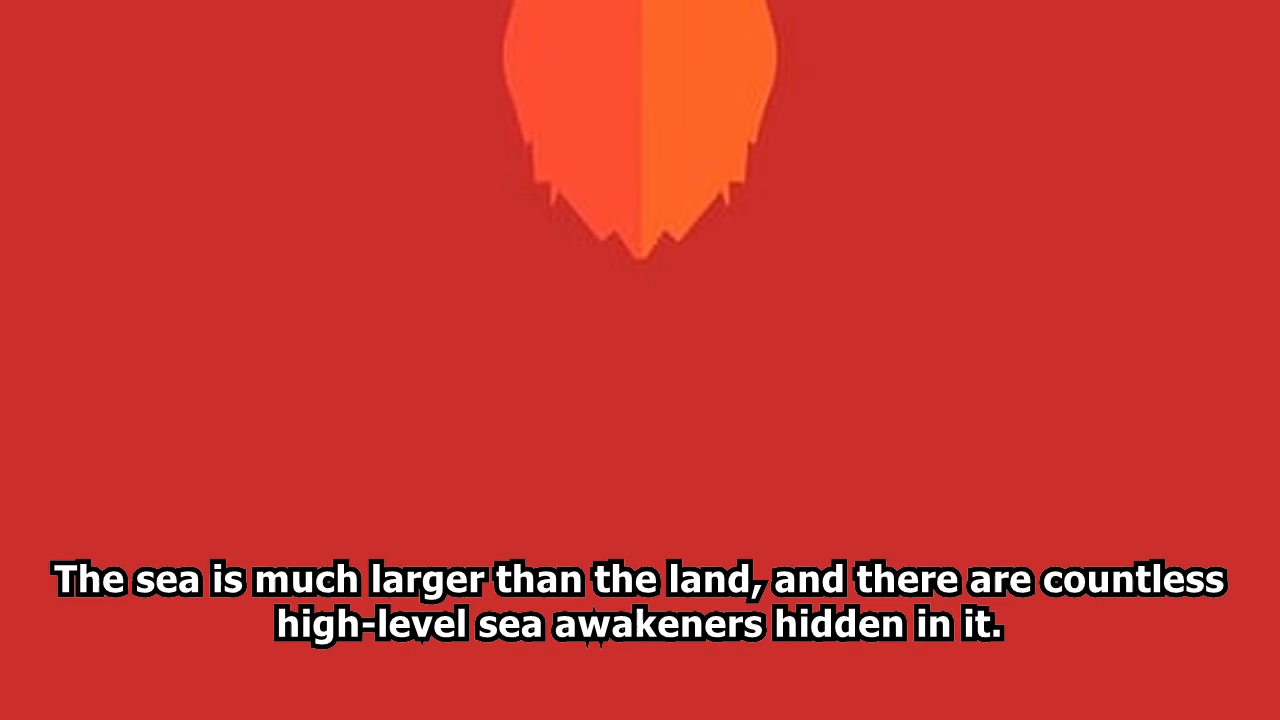 The sea is much larger than the land, and there are countless
high-level sea awakeners hidden in it.